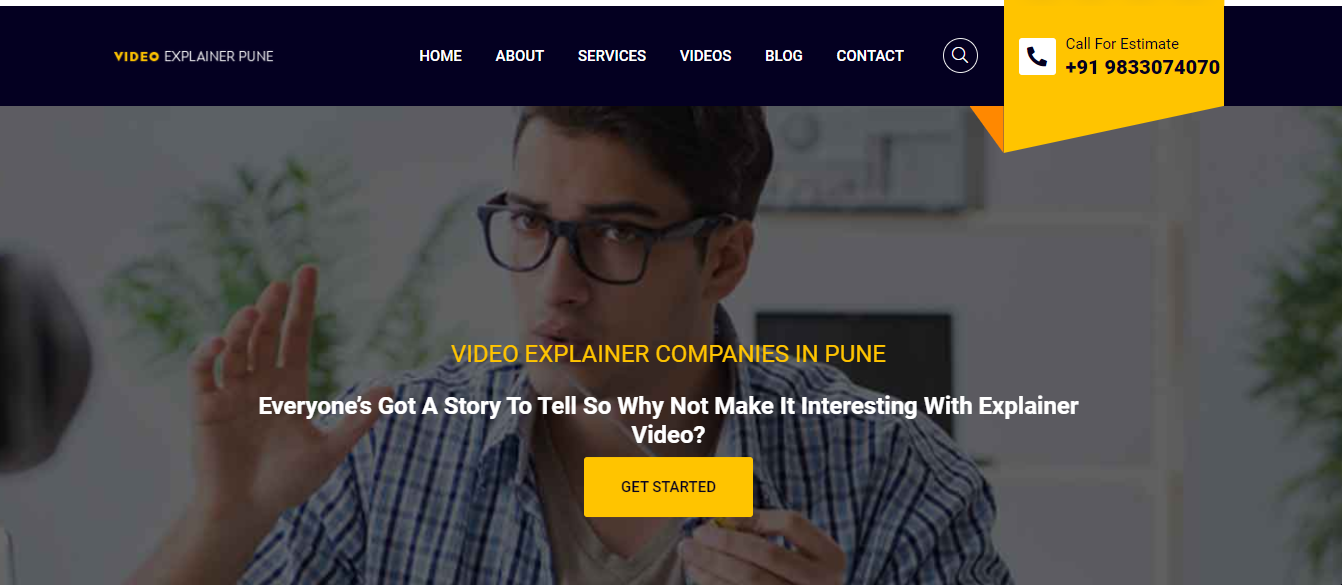 VIDEO EXPLAINER PUNE
HOME ABOUT SERVICES VIDEOS BLOG CONTACT
Call For Estimate
+91 9833074070
VIDEO EXPLAINER COMPANIES IN PUNE
Everyone's Got A Story To Tell So Why Not Make It Interesting With Explainer
Video?
GET STARTED